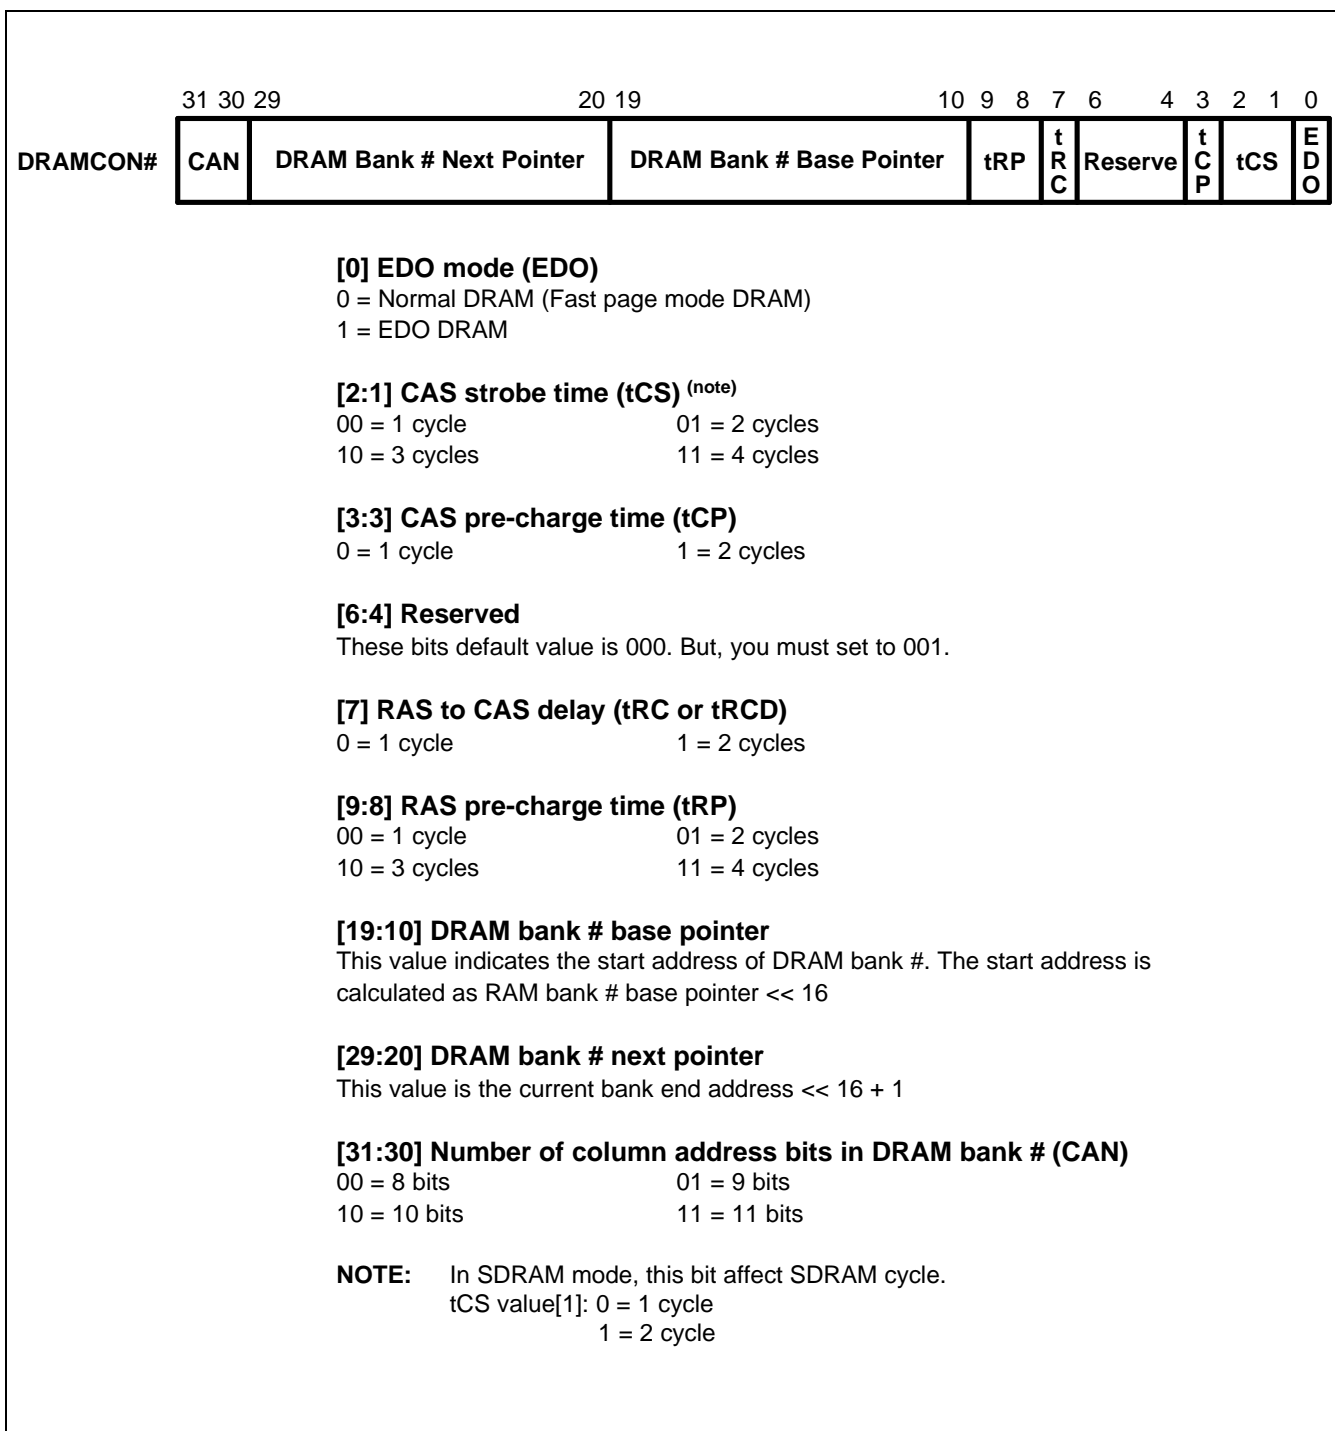 31 30 29 20 19 10 9 8 7 6 4 3 2 1 0
DRAMCON# CAN DRAM Bank # Next Pointer DRAM Bank # Base Pointer tRP tRC Reserve tCP tCS EDO
[0] EDO mode (EDO)
0 = Normal DRAM (Fast page mode DRAM)
1 = EDO DRAM
[2:1] CAS strobe time (tCS) (note)
00 = 1 cycle 01 = 2 cycles
10 = 3 cycles 11 = 4 cycles
[3:3] CAS pre-charge time (tCP)
0 = 1 cycle 1 = 2 cycles
[6:4] Reserved
These bits default value is 000. But, you must set to 001.
[7] RAS to CAS delay (tRC or tRCD)
0 = 1 cycle 1 = 2 cycles
[9:8] RAS pre-charge time (tRP)
00 = 1 cycle 01 = 2 cycles
10 = 3 cycles 11 = 4 cycles
[19:10] DRAM bank # base pointer
This value indicates the start address of DRAM bank #. The start address is
calculated as RAM bank # base pointer << 16
[29:20] DRAM bank # next pointer
This value is the current bank end address << 16 + 1
[31:30] Number of column address bits in DRAM bank # (CAN)
00 = 8 bits 01 = 9 bits
10 = 10 bits 11 = 11 bits
NOTE: In SDRAM mode, this bit affect SDRAM cycle.
tCS value[1]: 0 = 1 cycle
1 = 2 cycle